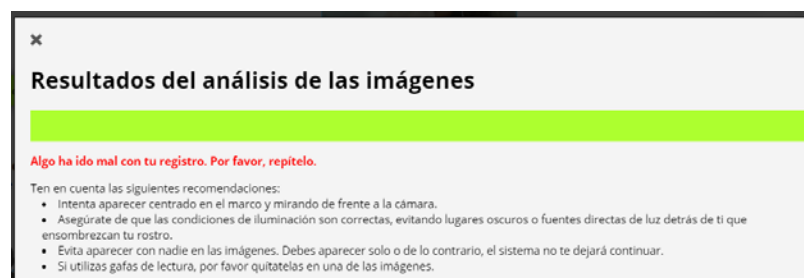 ×
Resultados del análisis de las imágenes
Algo ha ido mal con tu registro. Por favor, repítelo.
Ten en cuenta las siguientes recomendaciones:
• Intenta aparecer centrado en el marco y mirando de frente a la cámara.
• Asegúrate de que las condiciones de iluminación son correctas, evitando lugares oscuros o fuentes directas de luz detrás de ti que
ensombrezcan tu rostro.
• Evita aparecer con nadie en las imágenes. Debes aparecer solo o de lo contrario, el sistema no te dejará continuar.
• Si utilizas gafas de lectura, por favor quítatelas en una de las imágenes.